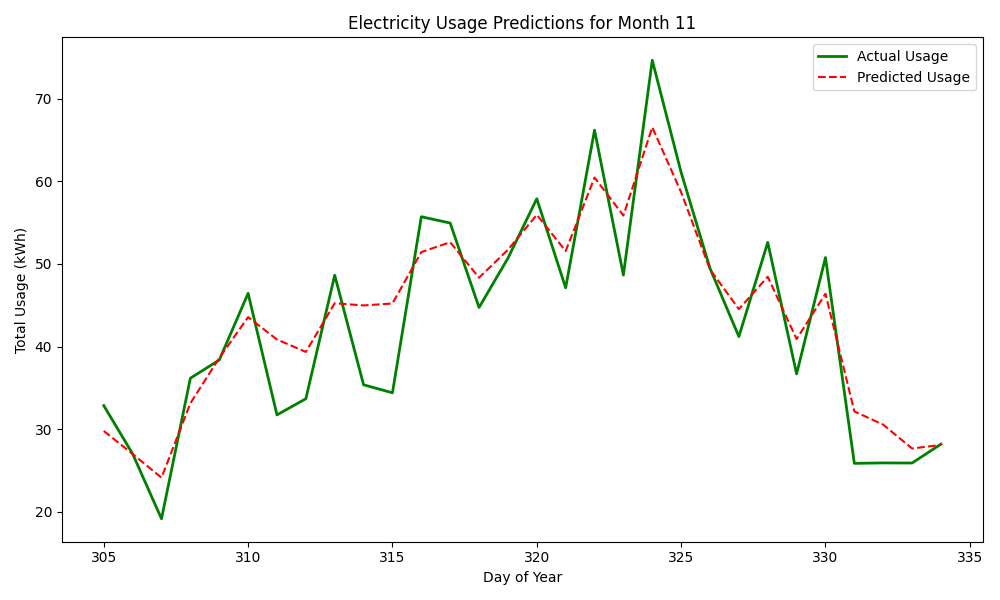 Electricity Usage Predictions for Month 11
Actual Usage
Predicted Usage
Total Usage (kWh)
70
60
50
40
30
20
305
310
315
320
325
330
335
Day of Year